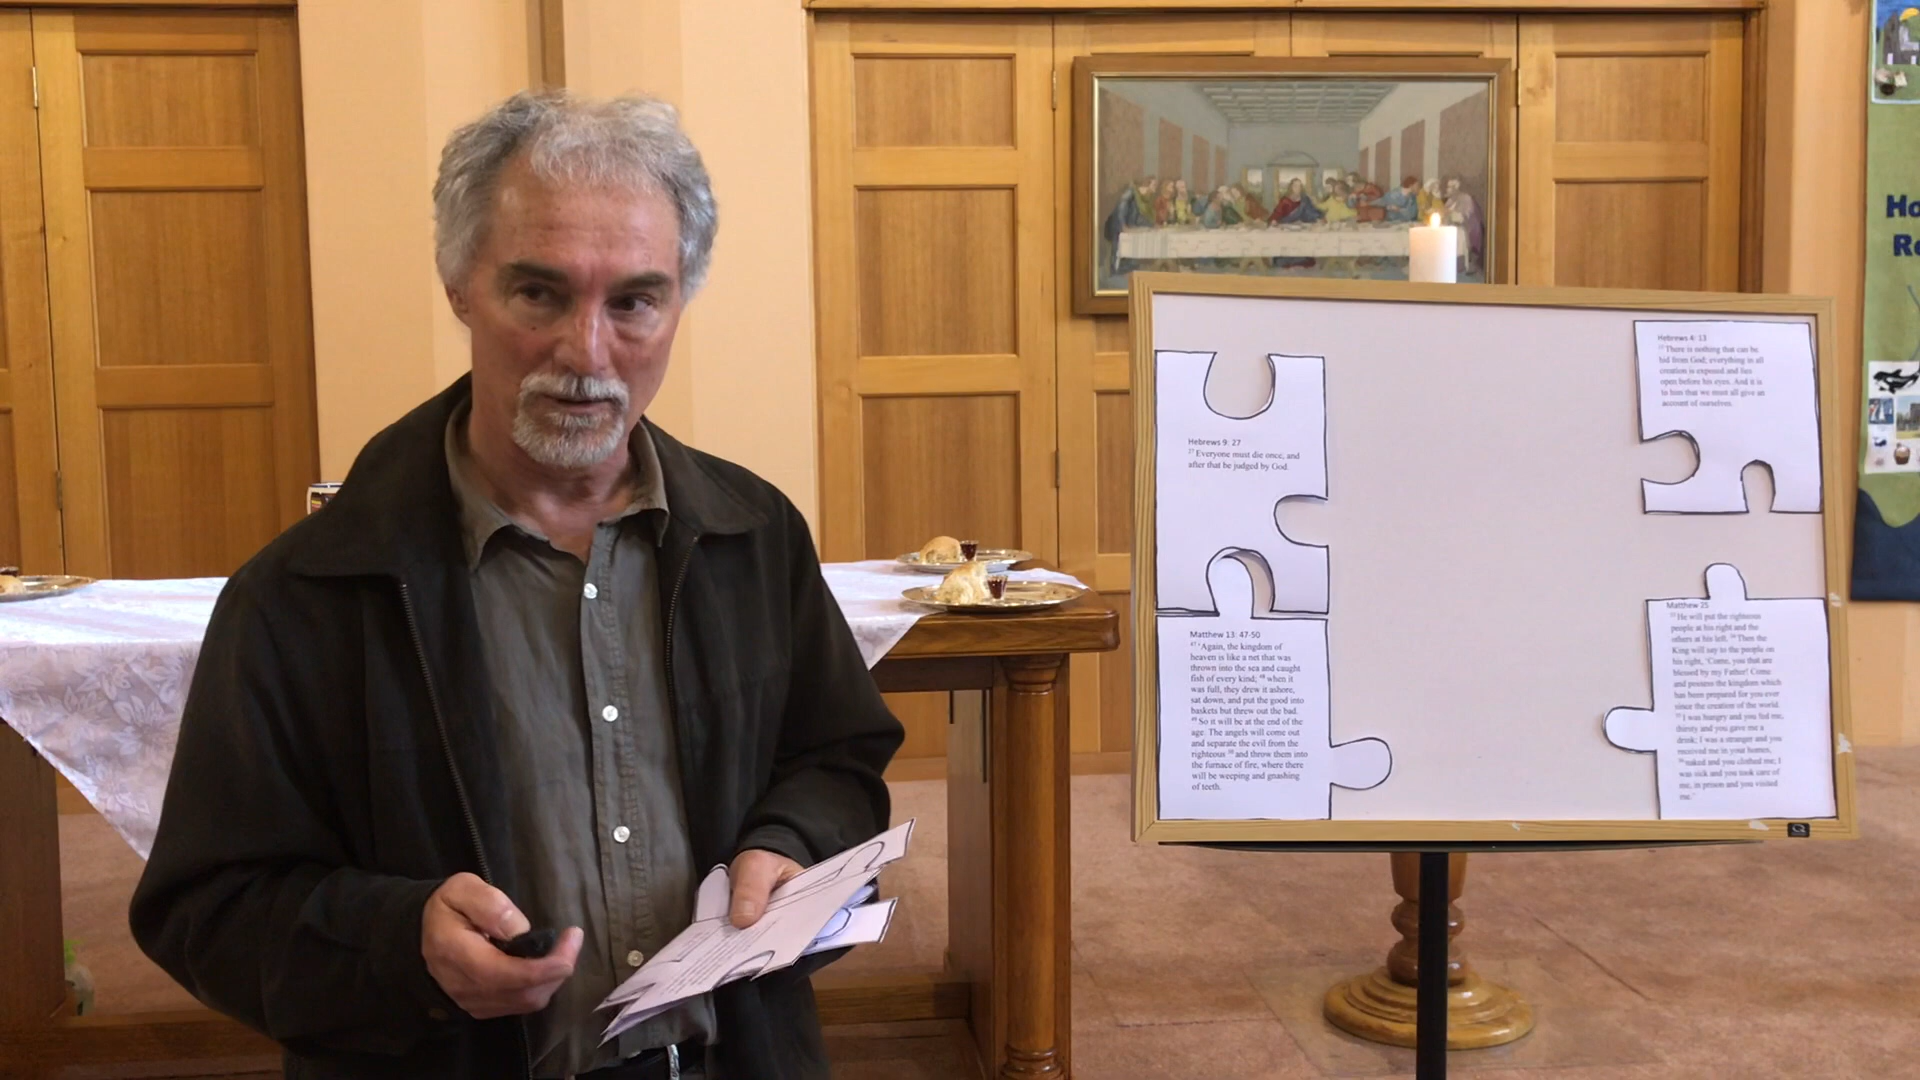 Hebrews 9: 27
27 Everyone must die once, and
after that be judged by God.
Matthew 13: 47-50
47 'Again, the kingdom of
heaven is like a net that was
thrown into the sea and caught
fish of every kind; 48 when it
was full, they drew it ashore,
sat down, and put the good into
baskets but threw out the bad.
49 So it will be at the end of the
age. The angels will come out
and separate the evil from the
righteous 50 and throw them into
the furnace of fire, where there
will be weeping and gnashing
of teeth.
Hebrews 4: 13
13 There is nothing that can be
hid from God; everything in all
creation is exposed and lies
open before his eyes. And it is
to him that we must all give an
account of ourselves.
Matthew 25
33 He will put the righteous
people at his right and the
others at his left. 34 Then the
King will say to the people on
his right, 'Come, you that are
blessed by my Father! Come
and possess the kingdom which
has been prepared for you ever
since the creation of the world.
35 I was hungry and you fed me,
thirsty and you gave me a
drink; I was a stranger and you
received me in your homes,
36 naked and you clothed me; I
was sick and you took care of
me, in prison and you visited
me.'
Ho
Re